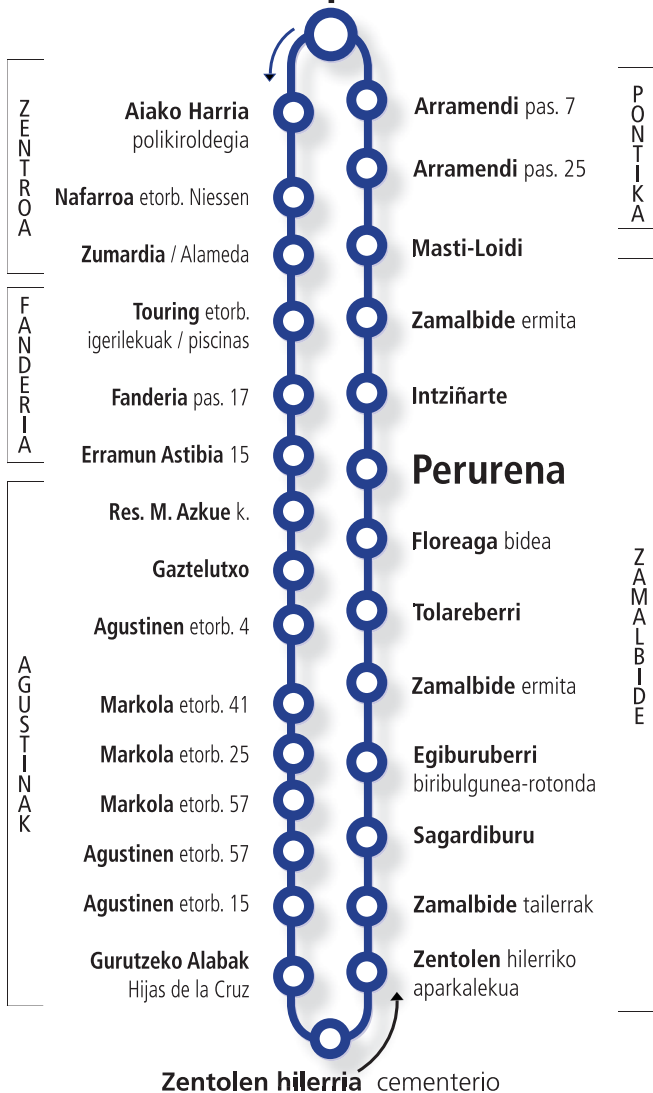 ZENTROA
Aiako Harria
polikiroldegia
Nafarroa etorb. Niessen
Zumardia / Alameda
FANDERIA
Touring etorb.
igerilekuak / piscinas
Fanderia pas. 17
Erramun Astibia 15
AGUSTINAK
Res. M. Azkue k.
Gaztelutxo
Agustinen etorb. 4
Markola etorb. 41
Markola etorb. 25
Markola etorb. 57
Agustinen etorb. 57
Agustinen etorb. 15
Gurutzeko Alabak
Hijas de la Cruz
PONTIKA
Arramendi pas. 7
Arramendi pas. 25
Masti-Loidi
ZAMALBIDE
Zamalbide ermita
Intziñarte
Perurena
Floreaga bidea
Tolareberri
Zamalbide ermita
Egiburuberri
biribulgunea-rotonda
Sagardiburu
Zamalbide tailerrak
Zentolen hilerriko
aparkalekua
Zentolen hilerria cementerio